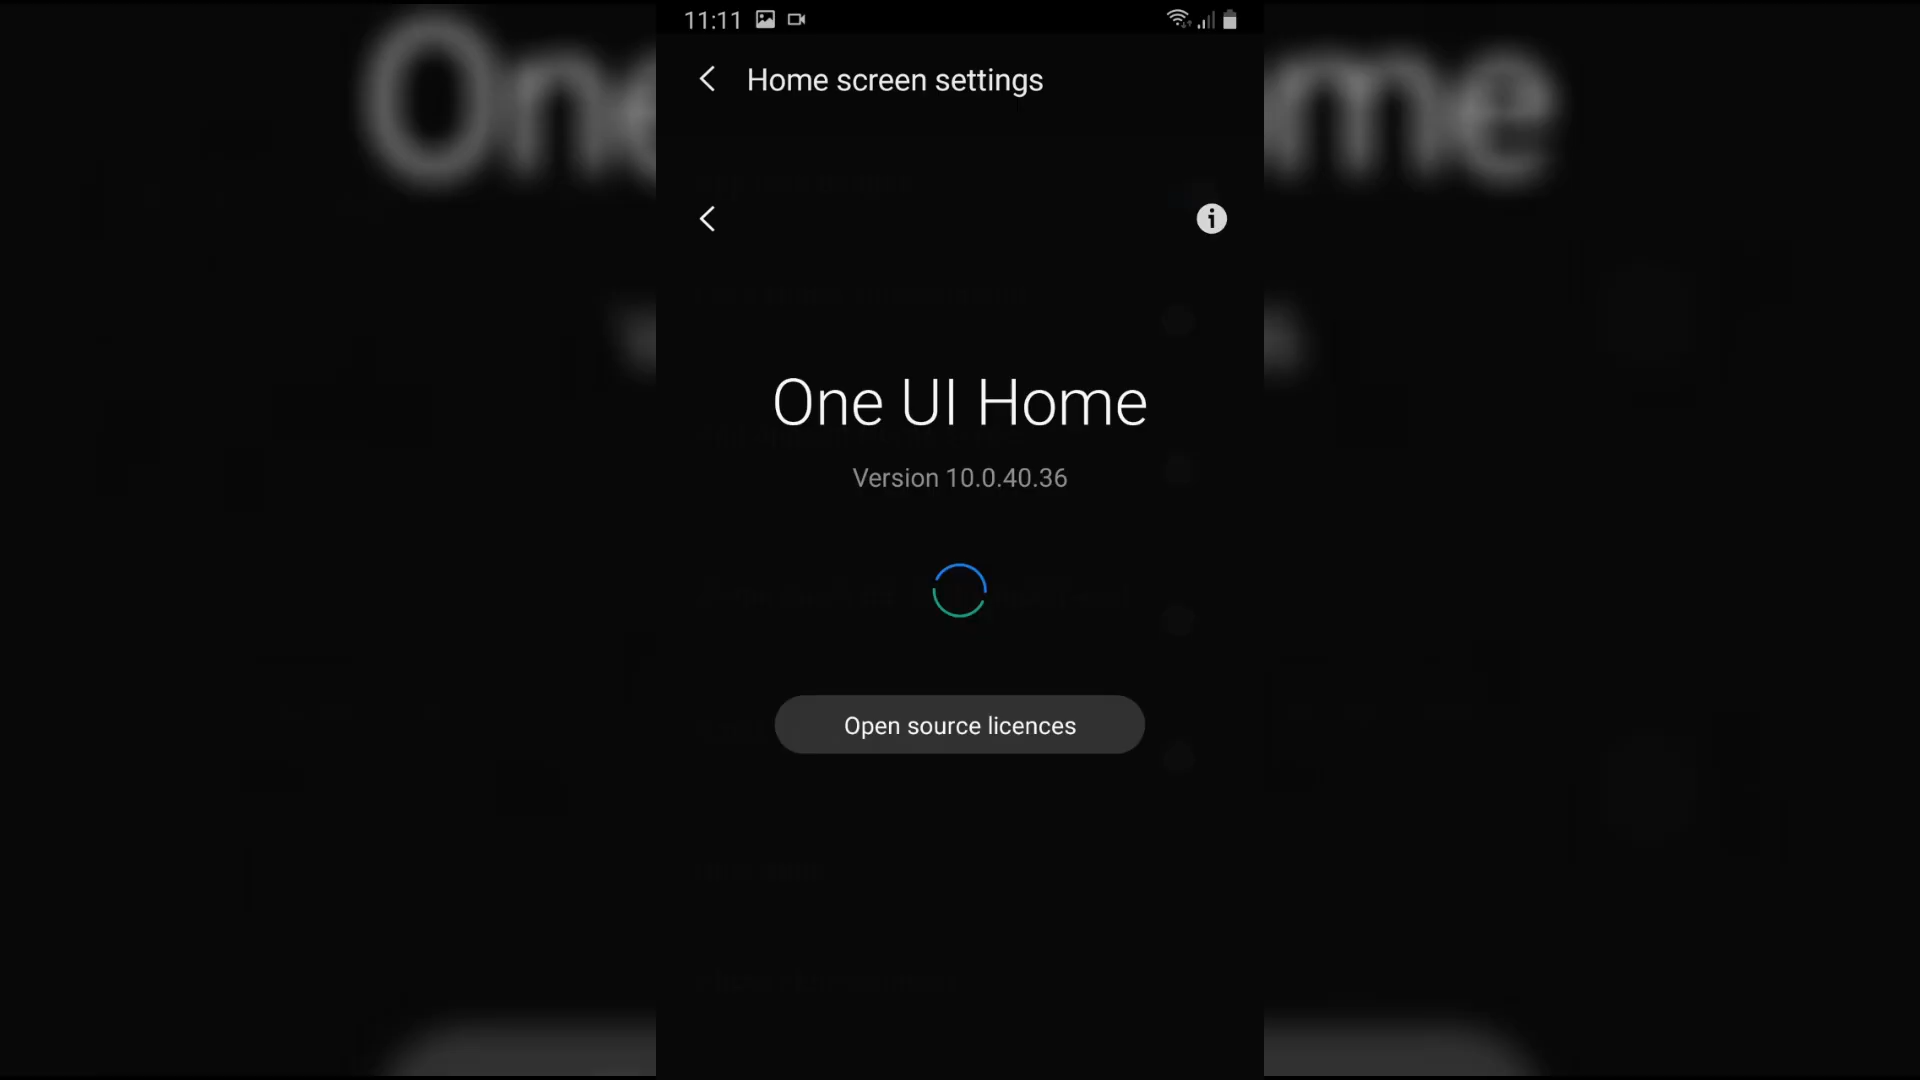 11:11
Home screen settings
One UI Home
Version 10.0.40.36
Open source licences